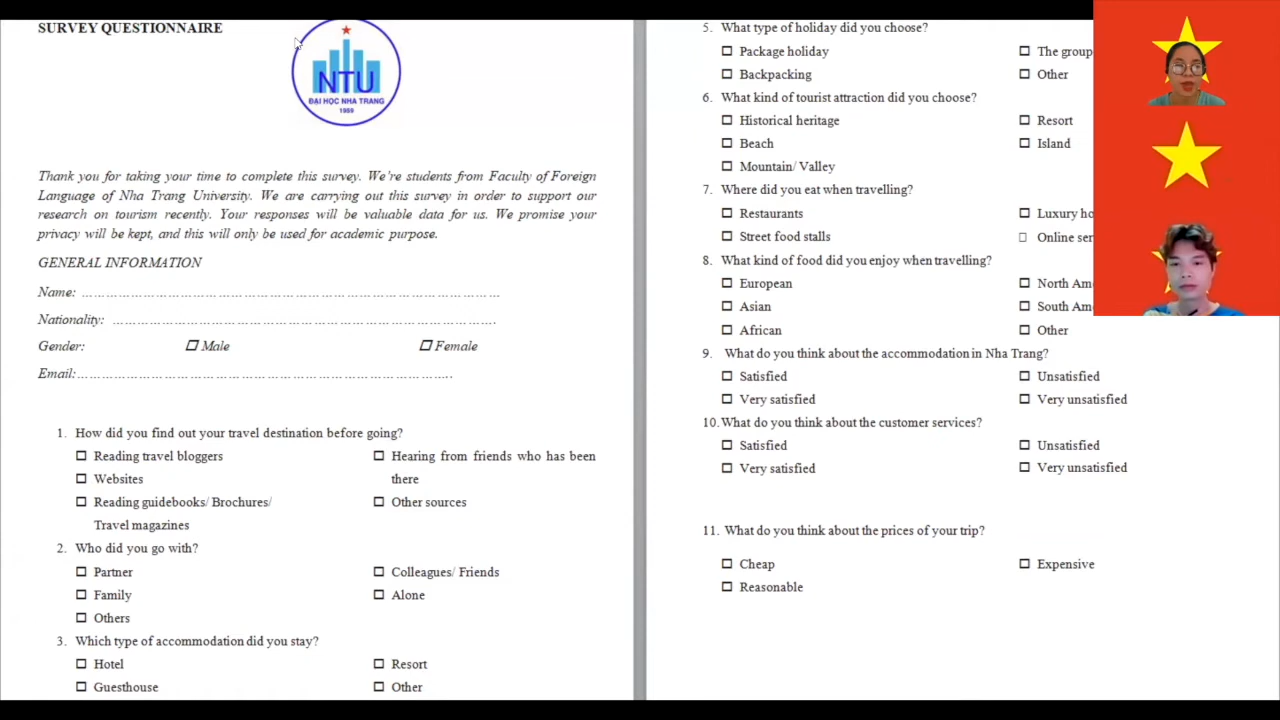 SURVEY QUESTIONNAIRE
NTU
ĐẠI HỌC NHA TRANG
1959
Thank you for taking your time to complete this survey. We're students from Faculty of Foreign
Language of Nha Trang University. We are carrying out this survey in order to support our
research on tourism recently. Your responses will be valuable data for us. We promise your
privacy will be kept, and this will only be used for academic purpose.
GENERAL INFORMATION
Name: ……………………………………………………………………………………
Nationality: ……………………………………………………………………………….
Gender: ☐ Male ☐ Female
Email:……………………………………………………………………………..
1. How did you find out your travel destination before going?
☐ Reading travel bloggers
☐ Websites
☐ Reading guidebooks/ Brochures/
Travel magazines
☐ Hearing from friends who has been
there
☐ Other sources
2. Who did you go with?
☐ Partner
☐ Family
☐ Others
☐ Colleagues/ Friends
☐ Alone
3. Which type of accommodation did you stay?
☐ Hotel
☐ Guesthouse
☐ Resort
☐ Other
5. What type of holiday did you choose?
☐ Package holiday
☐ Backpacking
☐ The group
☐ Other
6. What kind of tourist attraction did you choose?
☐ Historical heritage
☐ Beach
☐ Mountain/ Valley
☐ Resort
☐ Island
7. Where did you eat when travelling?
☐ Restaurants
☐ Street food stalls
☐ Luxury ho
☐ Online ser
8. What kind of food did you enjoy when travelling?
☐ European
☐ Asian
☐ African
☐ North Ame
☐ South Am
☐ Other
9. What do you think about the accommodation in Nha Trang?
☐ Satisfied
☐ Very satisfied
☐ Unsatisfied
☐ Very unsatisfied
10. What do you think about the customer services?
☐ Satisfied
☐ Very satisfied
☐ Unsatisfied
☐ Very unsatisfied
11. What do you think about the prices of your trip?
☐ Cheap
☐ Reasonable
☐ Expensive